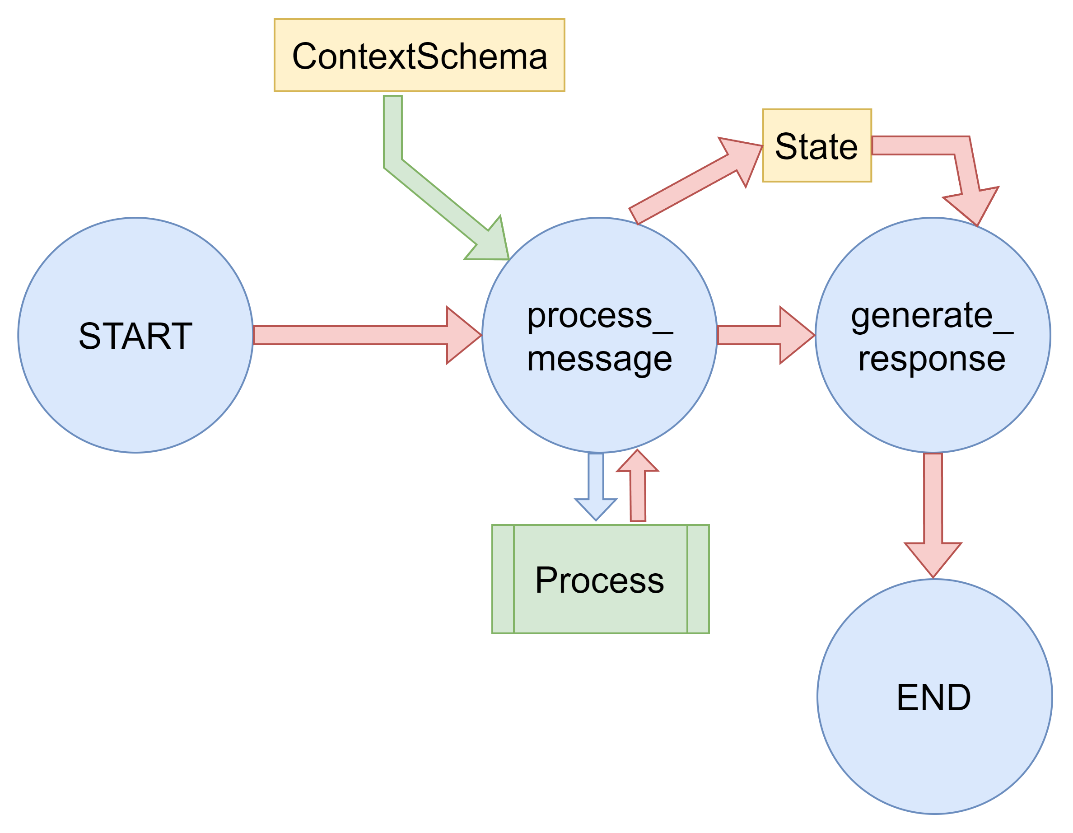 ContextSchema
State
START
process_
message
generate_
response
Process
END